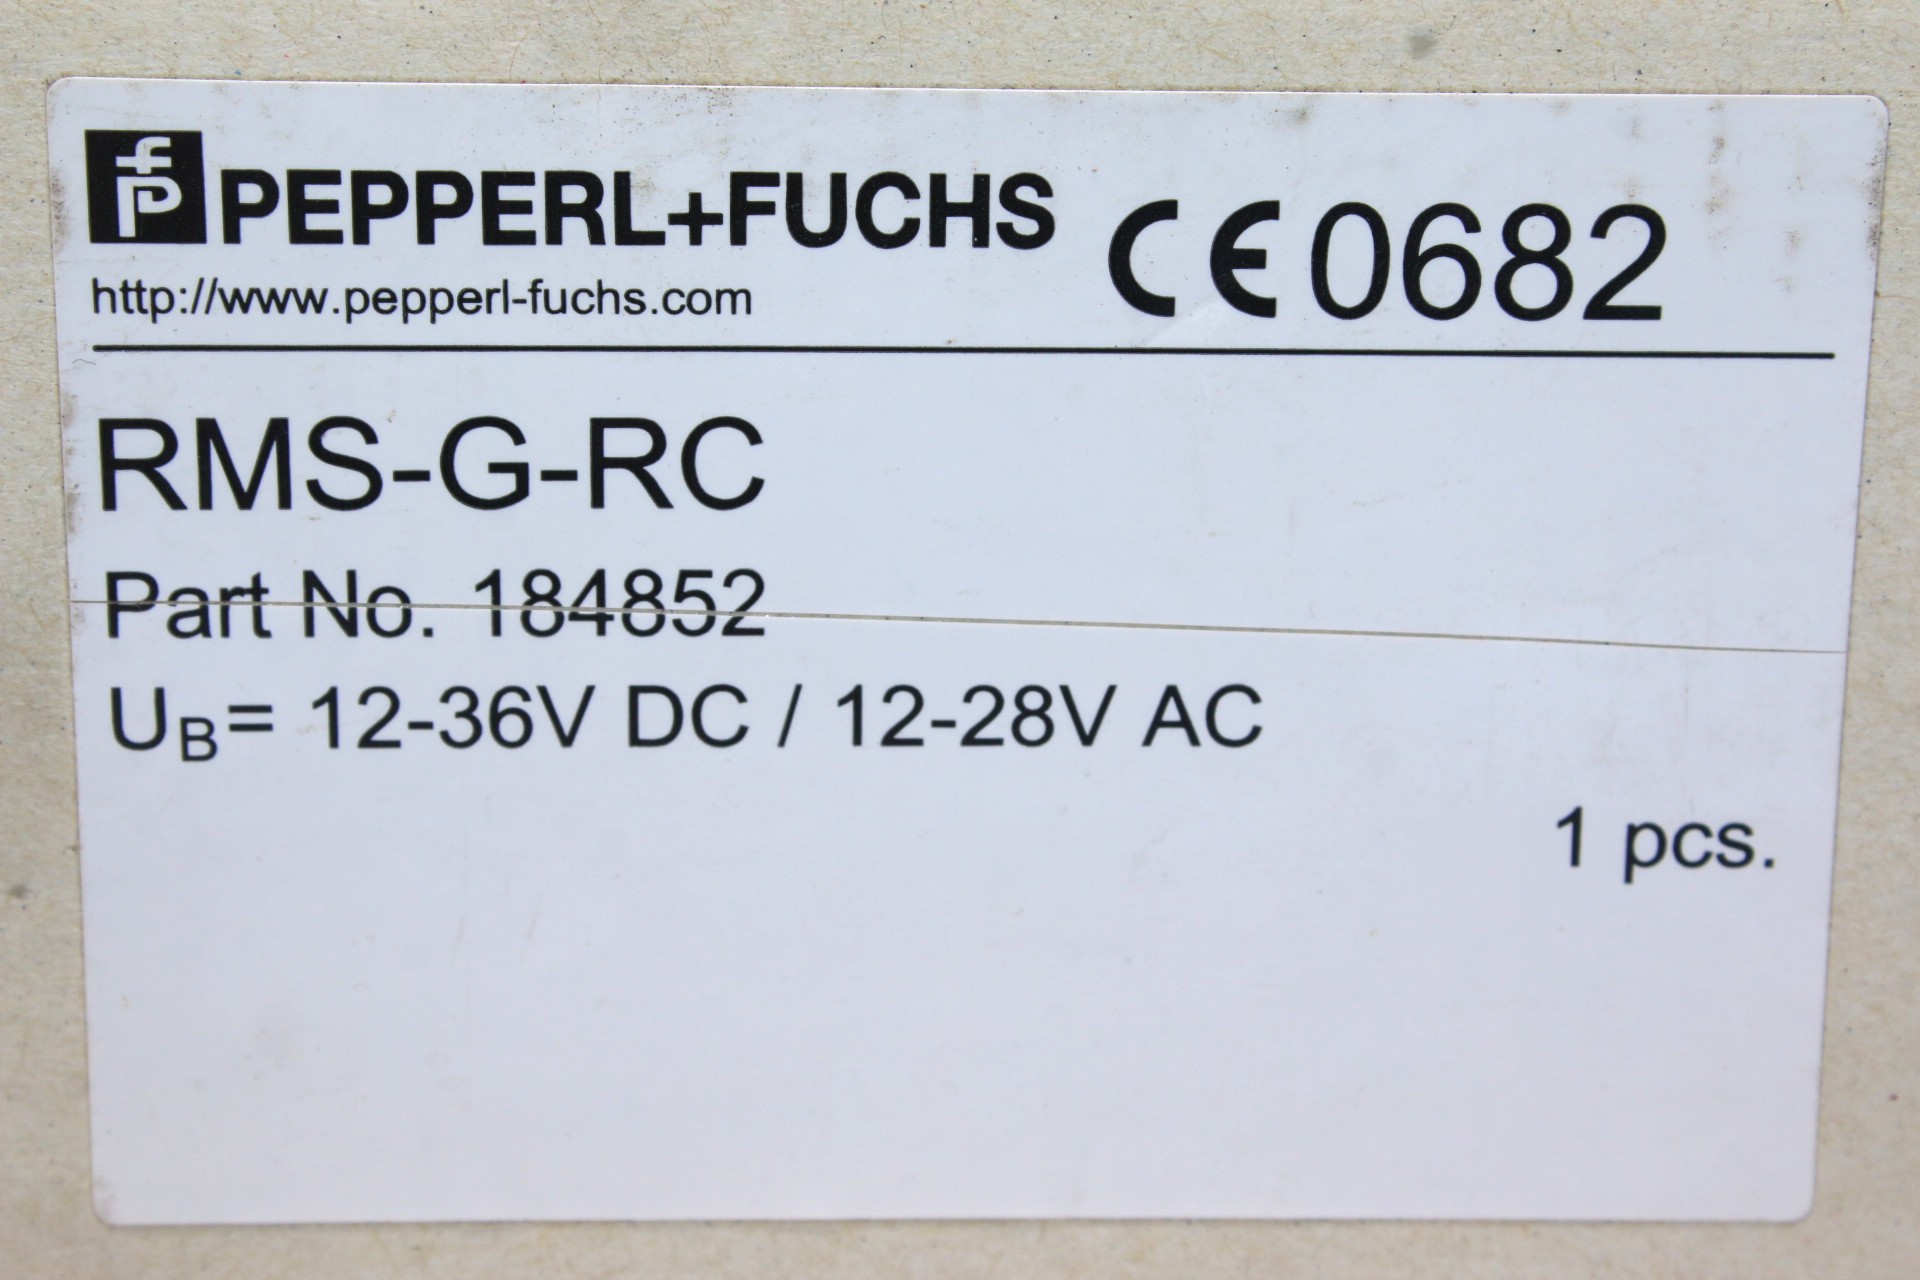 fp PEPPERL+FUCHS CE 0682
http://www.pepperl-fuchs.com
RMS-G-RC
Part No. 184852
UB= 12-36V DC / 12-28V AC
1 pcs.